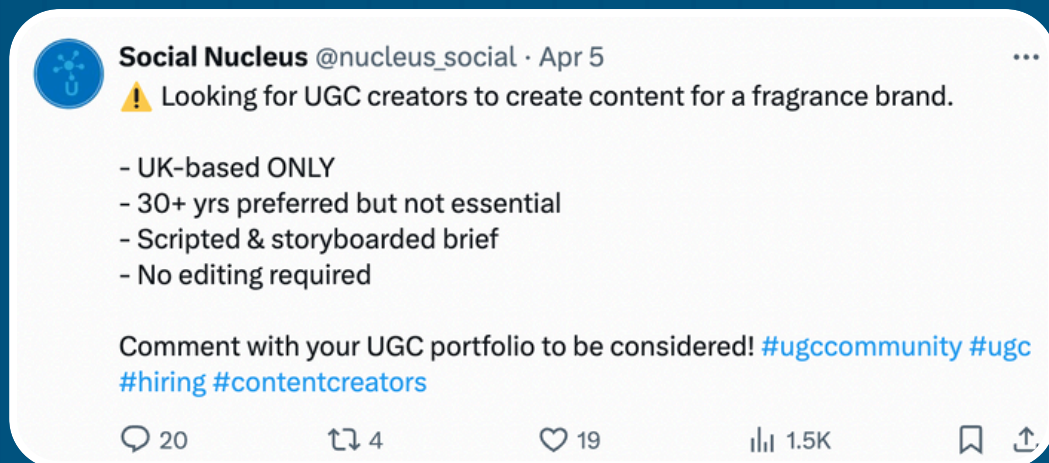 Social Nucleus @nucleus_social · Apr 5
⚠️ Looking for UGC creators to create content for a fragrance brand.
- UK-based ONLY
- 30+ yrs preferred but not essential
- Scripted & storyboarded brief
- No editing required
Comment with your UGC portfolio to be considered! #ugccommunity #ugc
#hiring #contentcreators
20 4 19 1.5K